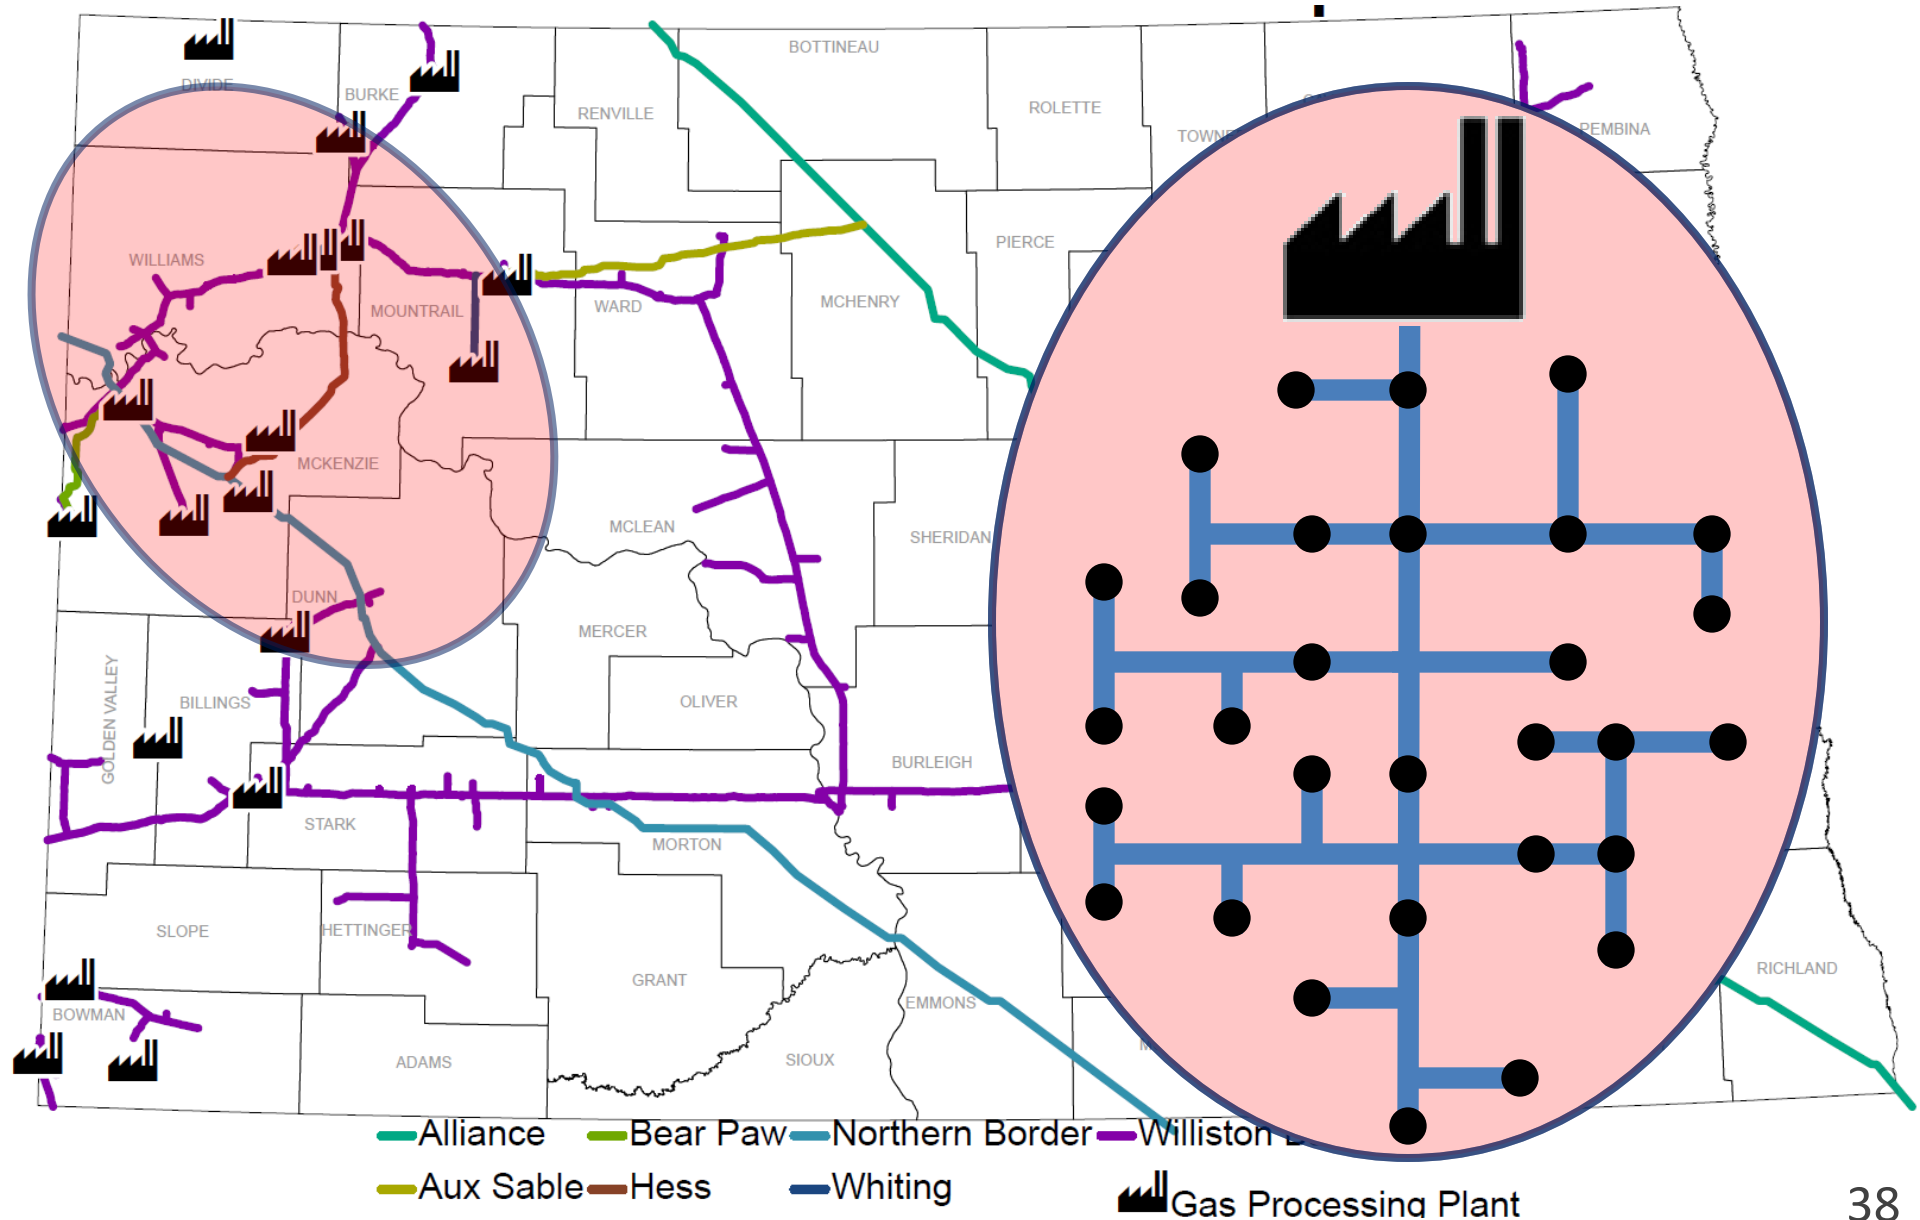 BOTTINEAU
DIVIDE
BURKE
RENVILLE
ROLETTE
PEMBINA
PIERCE
WILLIAMS
MOUNTRAIL
WARD
MCHENRY
MCKENZIE
MCLEAN
SHERIDAN
DUNN
MERCER
GOLDEN VALLEY
BILLINGS
OLIVER
BURLEIGH
STARK
MORTON
SLOPE
HETTINGER
GRANT
RICHLAND
BOWMAN
EMMONS
ADAMS
SIOUX
Alliance Bear Paw Northern Border Williston
Aux Sable Hess Whiting Gas Processing Plant
38